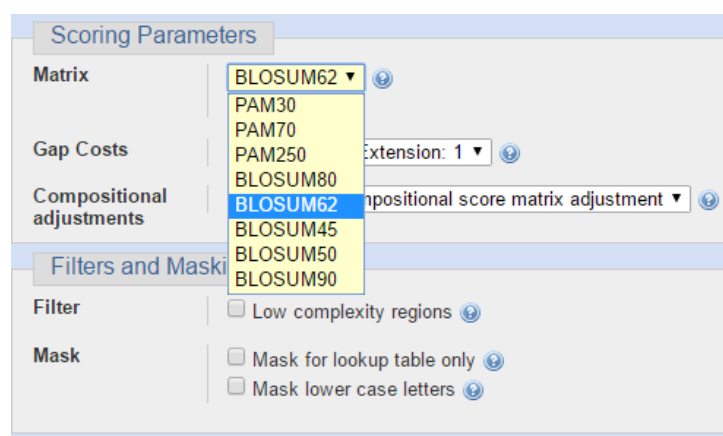 Scoring Parameters
Matrix
BLOSUM62
PAM30
PAM70
PAM250
BLOSUM80
BLOSUM62
BLOSUM45
BLOSUM50
BLOSUM90
Gap Costs
Extension: 1
Compositional
adjustments
mpositional score matrix adjustment
Filters and Maski
Filter
Low complexity regions
Mask
Mask for lookup table only
Mask lower case letters